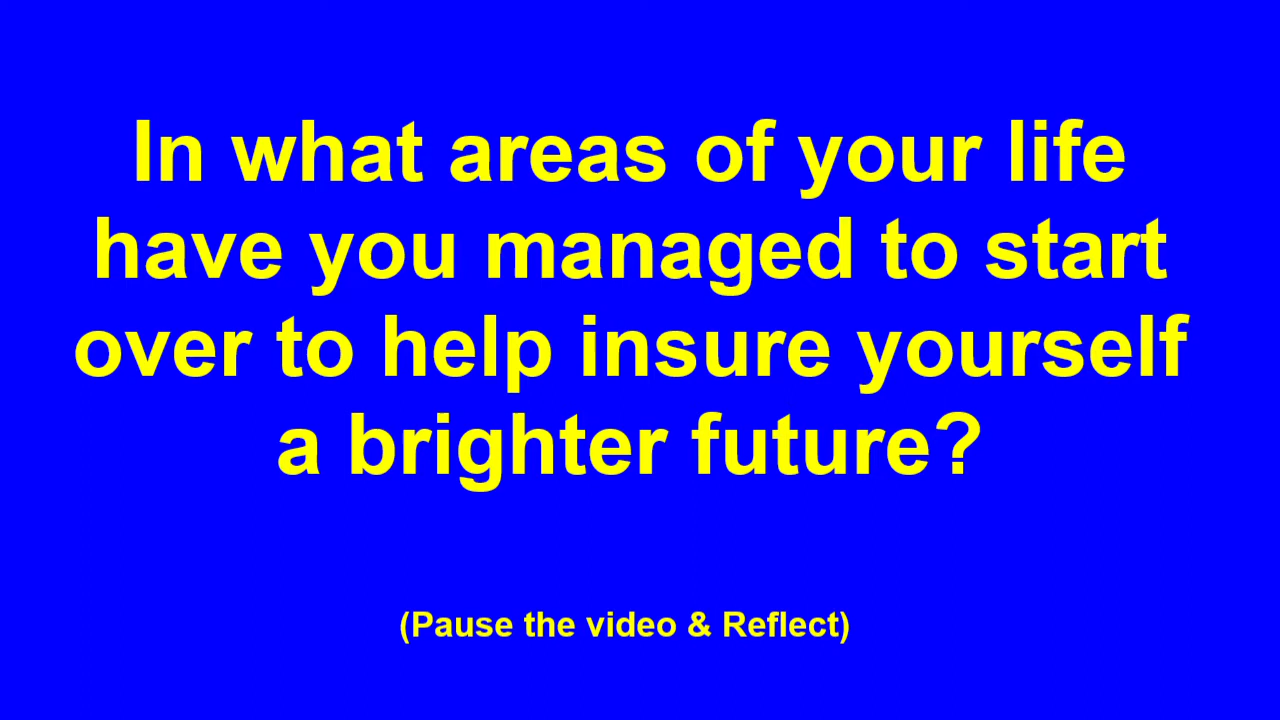 In what areas of your life
have you managed to start
over to help insure yourself
a brighter future?
(Pause the video & Reflect)